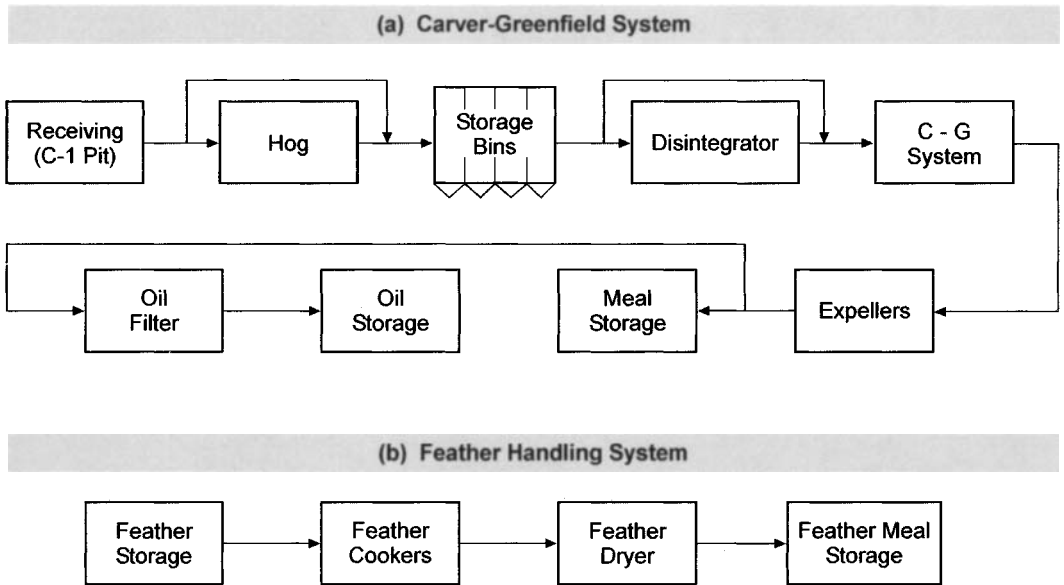 (a) Carver-Greenfield System
Receiving
(C-1 Pit)
Hog
Storage
Bins
Disintegrator
C - G
System
Oil
Filter
Oil
Storage
Meal
Storage
Expellers
(b) Feather Handling System
Feather
Storage
Feather
Cookers
Feather
Dryer
Feather Meal
Storage